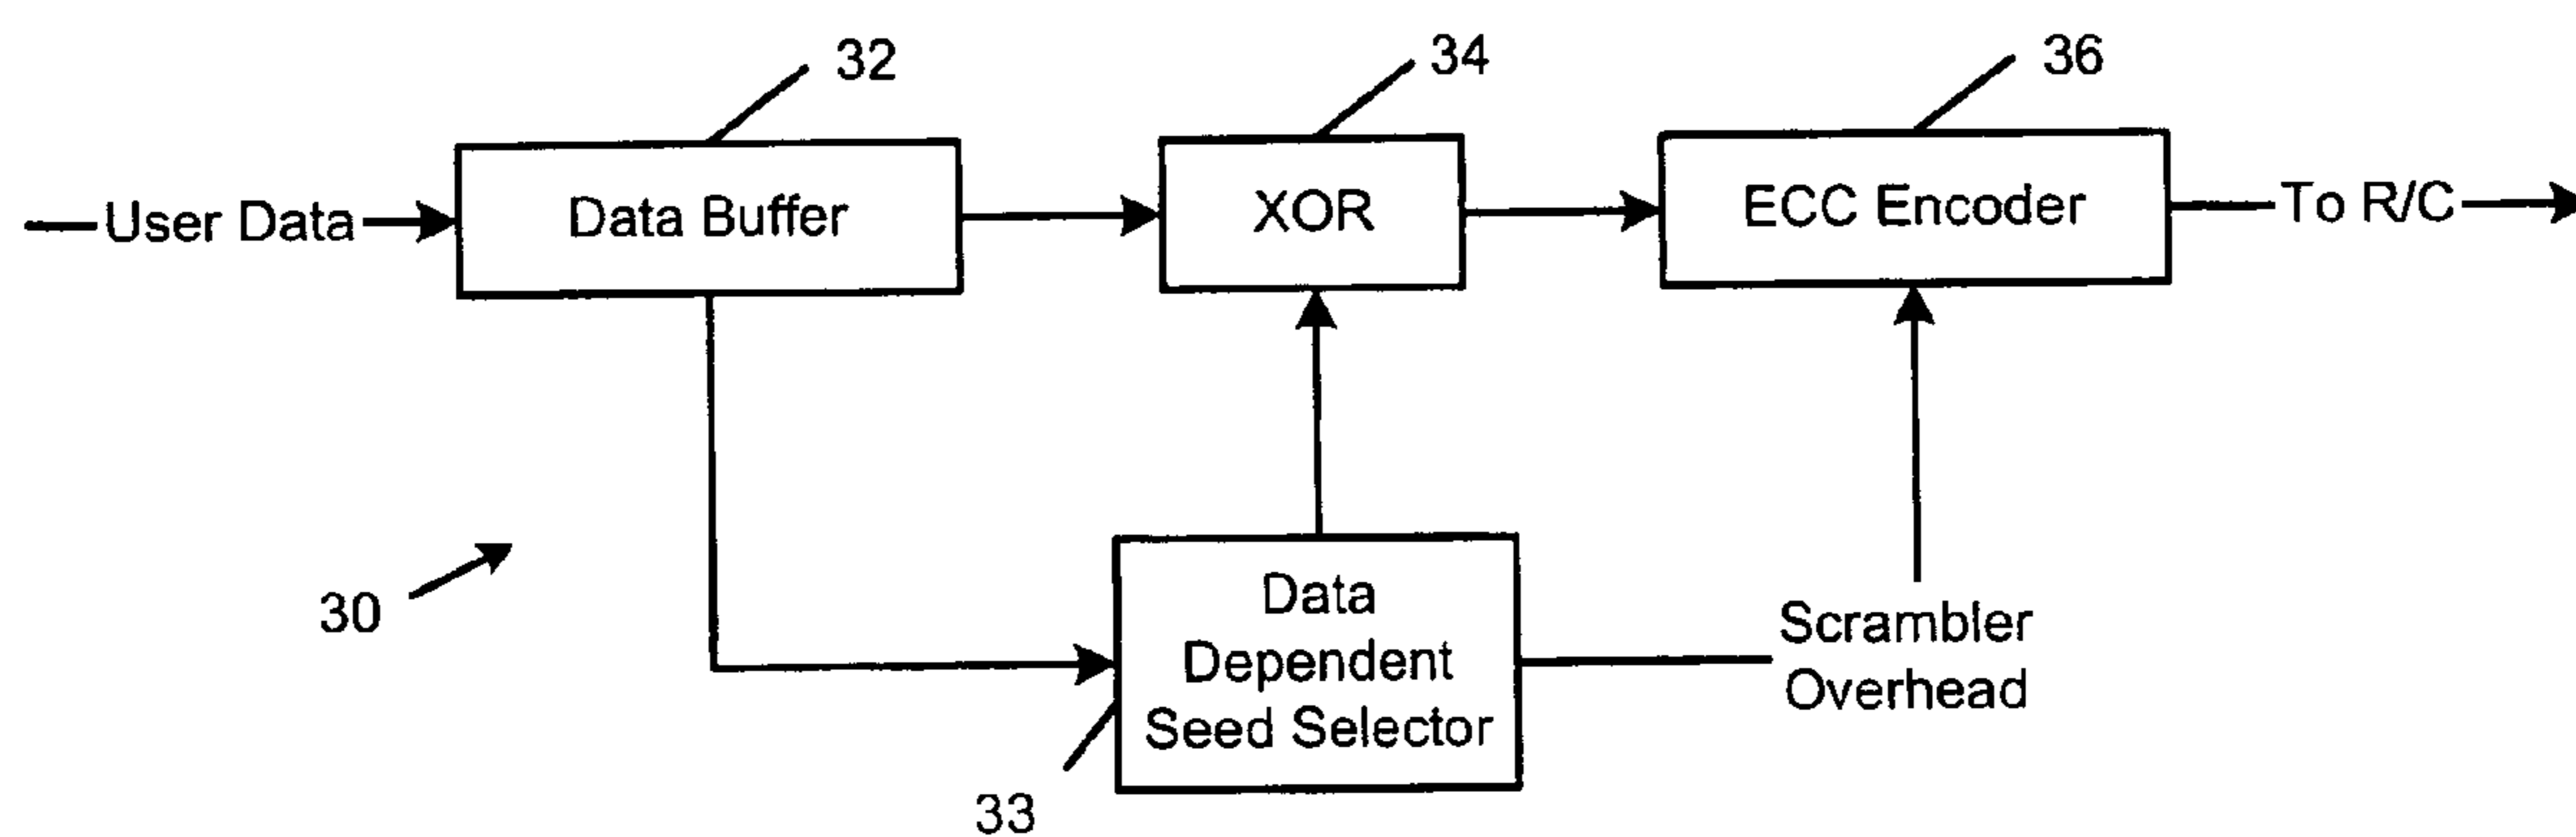 32
34
36
User Data
Data Buffer
XOR
ECC Encoder
To R/C
30
Data
Dependent
Seed Selector
Scrambler
Overhead
33